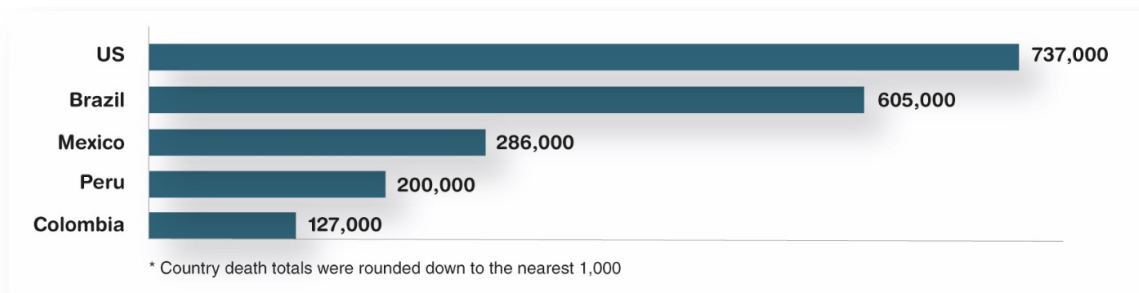 US 737,000
Brazil 605,000
Mexico 286,000
Peru 200,000
Colombia 127,000
* Country death totals were rounded down to the nearest 1,000